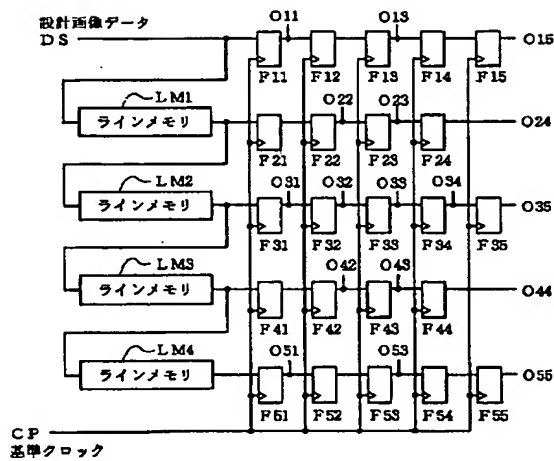 設計画像データ
DS
O11 O13 O15
F11 F12 F13 F14 F15
LM1
ラインメモリ
O22 O23 O24
F21 F22 F23 F24
LM2
ラインメモリ
O31 O32 O33 O34 O35
F31 F32 F33 F34 F35
LM3
ラインメモリ
O42 O43 O44
F41 F42 F43 F44
LM4
ラインメモリ
O51 O53 O55
F51 F52 F53 F54 F55
CP
基準クロック